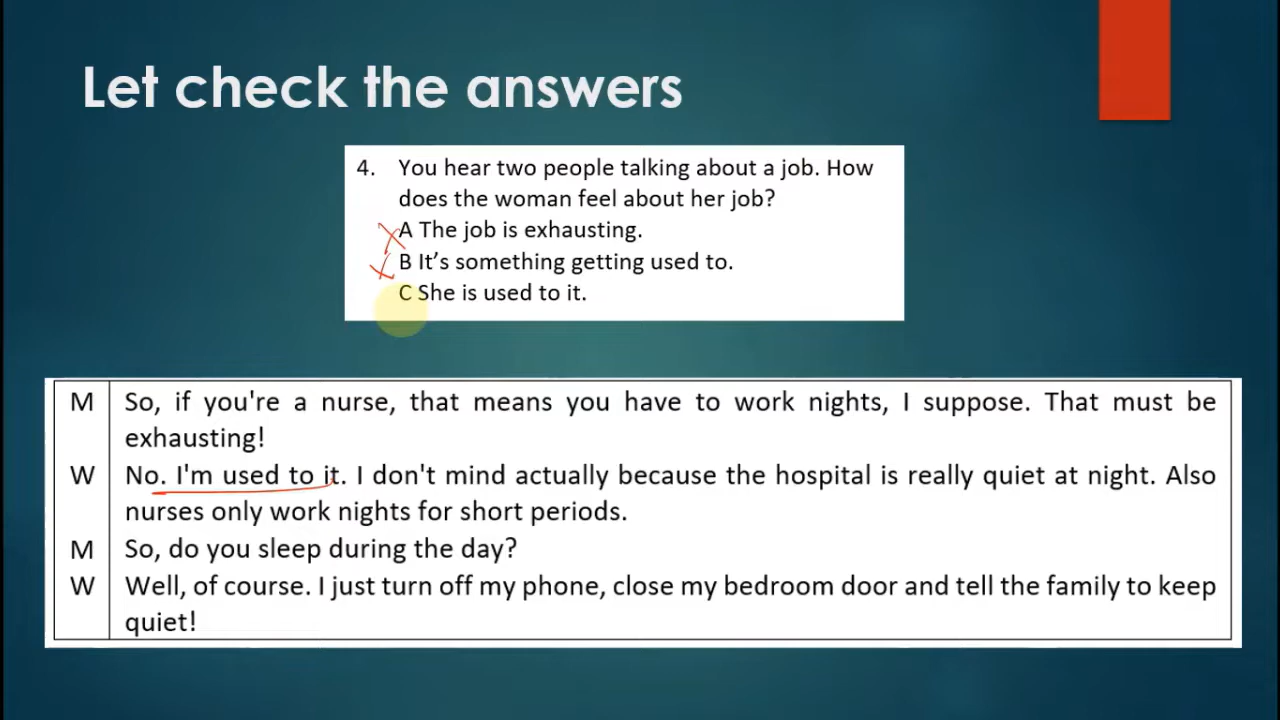 Let check the answers
4. You hear two people talking about a job. How
does the woman feel about her job?
A The job is exhausting.
B It's something getting used to.
C She is used to it.
M So, if you're a nurse, that means you have to work nights, I suppose. That must be
exhausting!
W No. I'm used to it. I don't mind actually because the hospital is really quiet at night. Also
nurses only work nights for short periods.
M So, do you sleep during the day?
W Well, of course. I just turn off my phone, close my bedroom door and tell the family to keep
quiet!